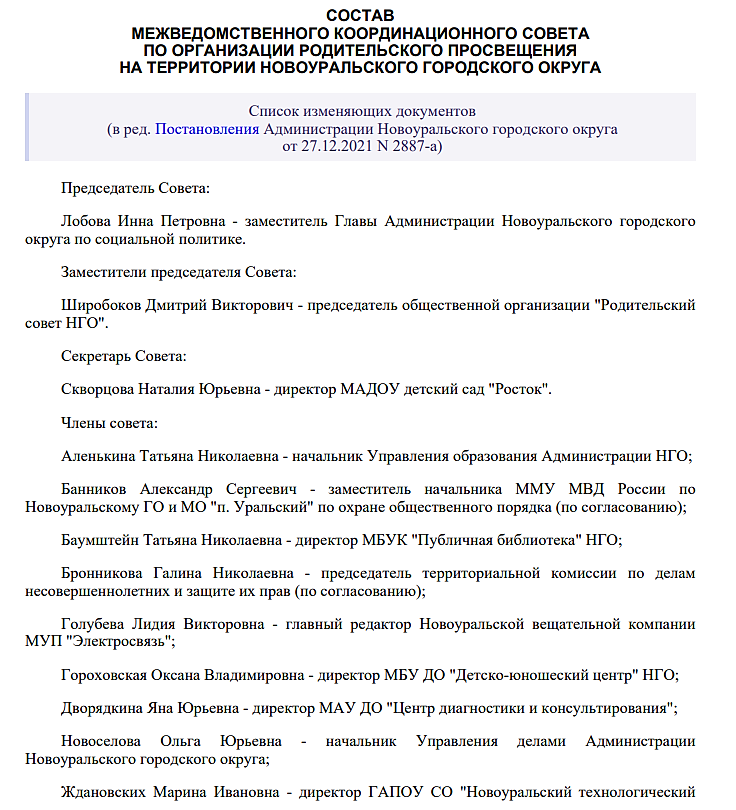 СОСТАВ
МЕЖВЕДОМСТВЕННОГО КООРДИНАЦИОННОГО СОВЕТА
ПО ОРГАНИЗАЦИИ РОДИТЕЛЬСКОГО ПРОСВЕЩЕНИЯ
НА ТЕРРИТОРИИ НОВОУРАЛЬСКОГО ГОРОДСКОГО ОКРУГА
Список изменяющих документов
(в ред. Постановления Администрации Новоуральского городского округа
от 27.12.2021 N 2887-а)
Председатель Совета:
Лобова Инна Петровна - заместитель Главы Администрации Новоуральского городского
округа по социальной политике.
Заместители председателя Совета:
Широбоков Дмитрий Викторович - председатель общественной организации "Родительский
совет НГО".
Секретарь Совета:
Скворцова Наталия Юрьевна - директор МАДОУ детский сад "Росток".
Члены совета:
Аленькина Татьяна Николаевна - начальник Управления образования Администрации НГО;
Банников Александр Сергеевич - заместитель начальника ММУ МВД России по
Новоуральскому ГО и МО "п. Уральский" по охране общественного порядка (по согласованию);
Баумштейн Татьяна Николаевна - директор МБУК "Публичная библиотека" НГО;
Бронникова Галина Николаевна - председатель территориальной комиссии по делам
несовершеннолетних и защите их прав (по согласованию);
Голубева Лидия Викторовна - главный редактор Новоуральской вещательной компании
МУП "Электросвязь";
Гороховская Оксана Владимировна - директор МБУ ДО "Детско-юношеский центр" НГО;
Дворядкина Яна Юрьевна - директор МАУ ДО "Центр диагностики и консультирования";
Новоселова Ольга Юрьевна - начальник Управления делами Администрации
Новоуральского городского округа;
Ждановских Марина Ивановна - директор ГАПОУ СО "Новоуральский технологический